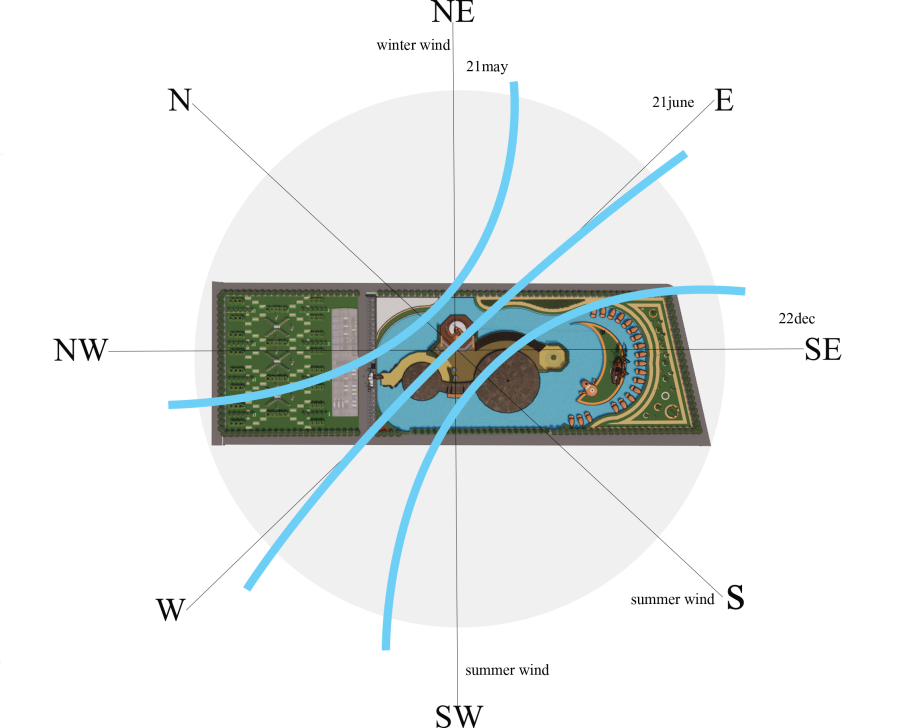 NE
winter wind
21may
N
21june
E
22dec
NW
SE
W
summer wind
S
summer wind
SW